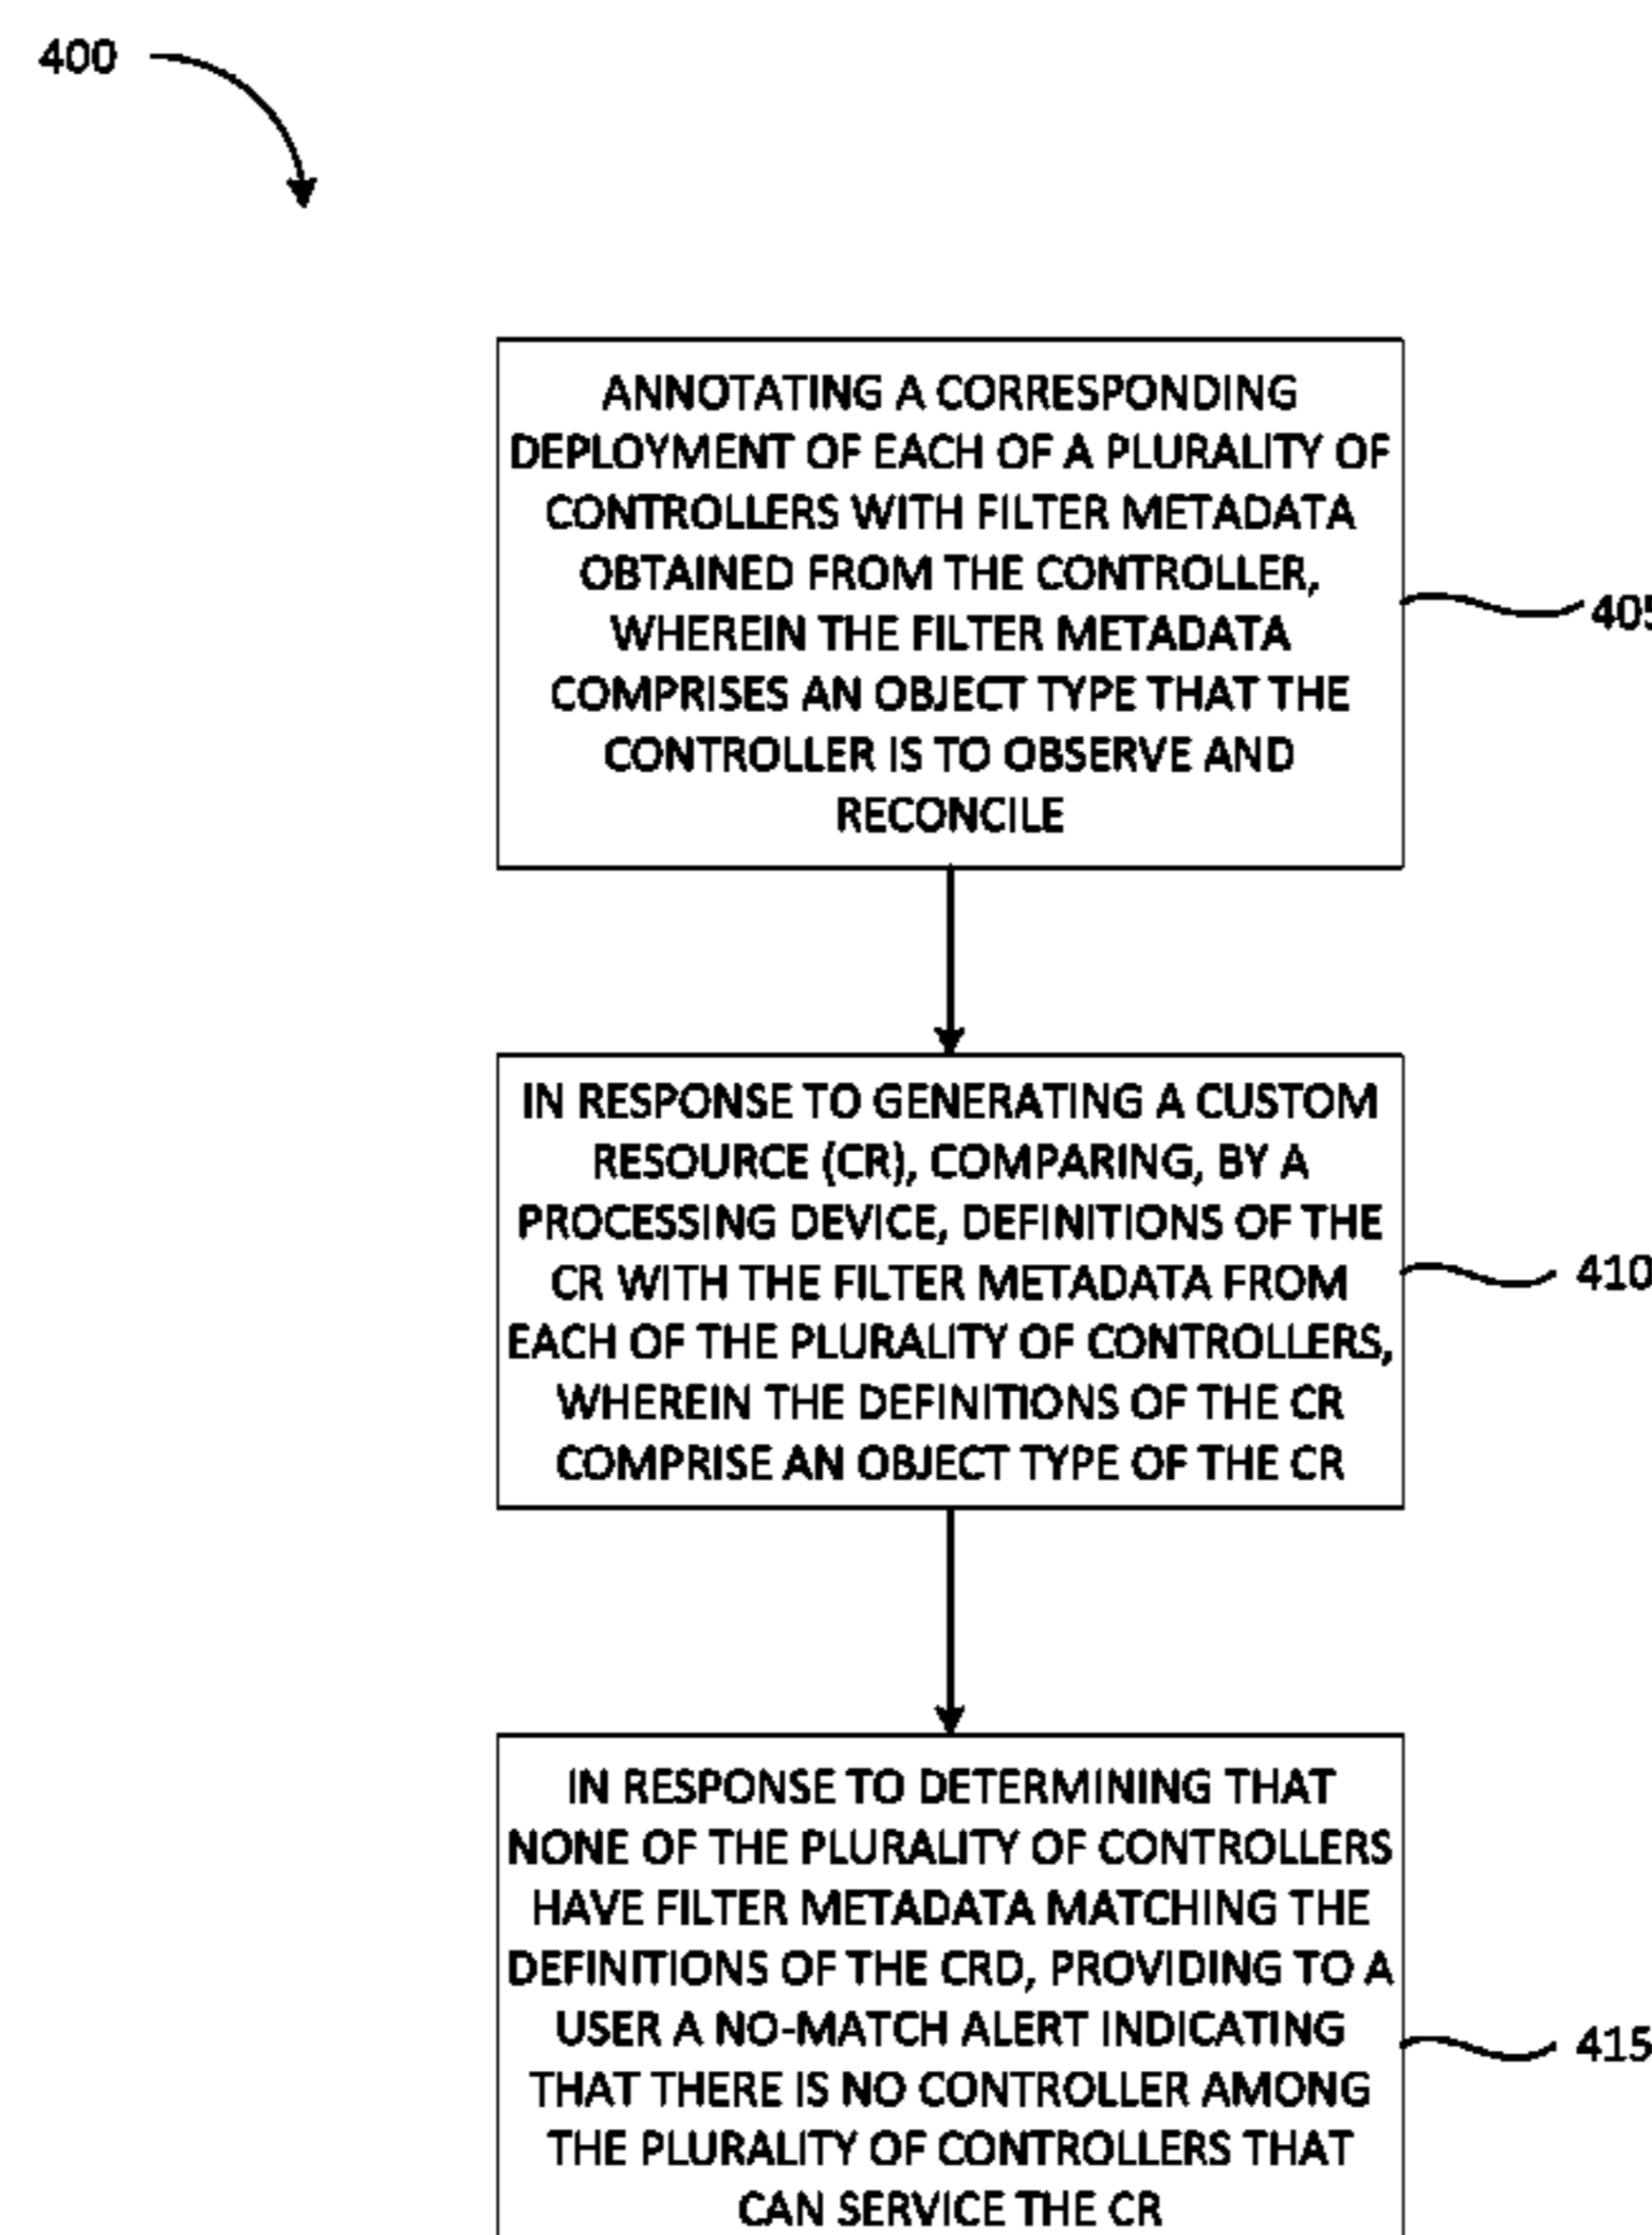 400
ANNOTATING A CORRESPONDING
DEPLOYMENT OF EACH OF A PLURALITY OF
CONTROLLERS WITH FILTER METADATA
OBTAINED FROM THE CONTROLLER,
WHEREIN THE FILTER METADATA
COMPRISES AN OBJECT TYPE THAT THE
CONTROLLER IS TO OBSERVE AND
RECONCILE
405
IN RESPONSE TO GENERATING A CUSTOM
RESOURCE (CR), COMPARING, BY A
PROCESSING DEVICE, DEFINITIONS OF THE
CR WITH THE FILTER METADATA FROM
EACH OF THE PLURALITY OF CONTROLLERS,
WHEREIN THE DEFINITIONS OF THE CR
COMPRISE AN OBJECT TYPE OF THE CR
410
IN RESPONSE TO DETERMINING THAT
NONE OF THE PLURALITY OF CONTROLLERS
HAVE FILTER METADATA MATCHING THE
DEFINITIONS OF THE CRD, PROVIDING TO A
USER A NO-MATCH ALERT INDICATING
THAT THERE IS NO CONTROLLER AMONG
THE PLURALITY OF CONTROLLERS THAT
CAN SERVICE THE CR
415